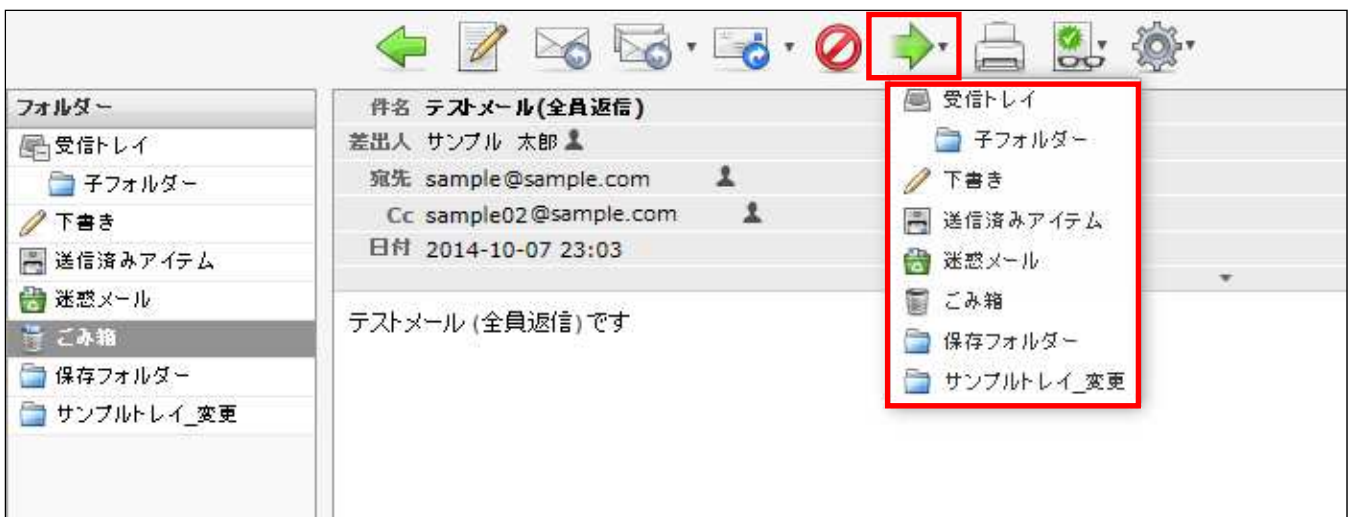 フォルダー
受信トレイ
子フォルダー
下書き
送信済みアイテム
迷惑メール
ごみ箱
保存フォルダー
サンプルトレイ_変更
件名 テストメール(全員返信)
差出人 サンプル 太郎
宛先 sample@sample.com
Cc sample02@sample.com
日付 2014-10-07 23:03
テストメール (全員返信)です
受信トレイ
子フォルダー
下書き
送信済みアイテム
迷惑メール
ごみ箱
保存フォルダー
サンプルトレイ_変更